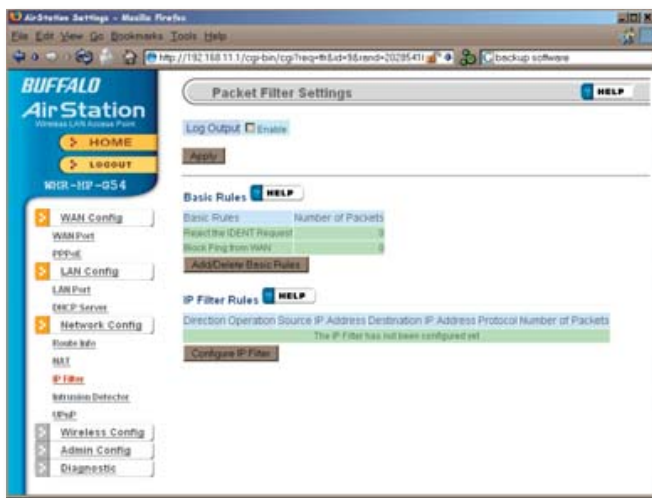 AirStation Settings - Mozilla Firefox
File Edit View Go Bookmarks Tools Help
backup software
BUFFALO
AirStation
Wireless LAN Access Point
HOME
LOGOUT
WHR-HP-G54
WAN Config
WAN Port
PPPoE
LAN Config
LAN Port
DHCP Server
Network Config
Route Info
NAT
IP Filter
Intrusion Detector
UPnP
Wireless Config
Admin Config
Diagnostic
Packet Filter Settings
HELP
Log Output Enable
Apply
Basic Rules HELP
Basic Rules Number of Packets
Reject the IDENT Request 0
Block Ping from WAN 0
Add/Delete Basic Rules
IP Filter Rules HELP
Direction Operation Source IP Address Destination IP Address Protocol Number of Packets
The IP Filter has not been configured yet
Configure IP Filter